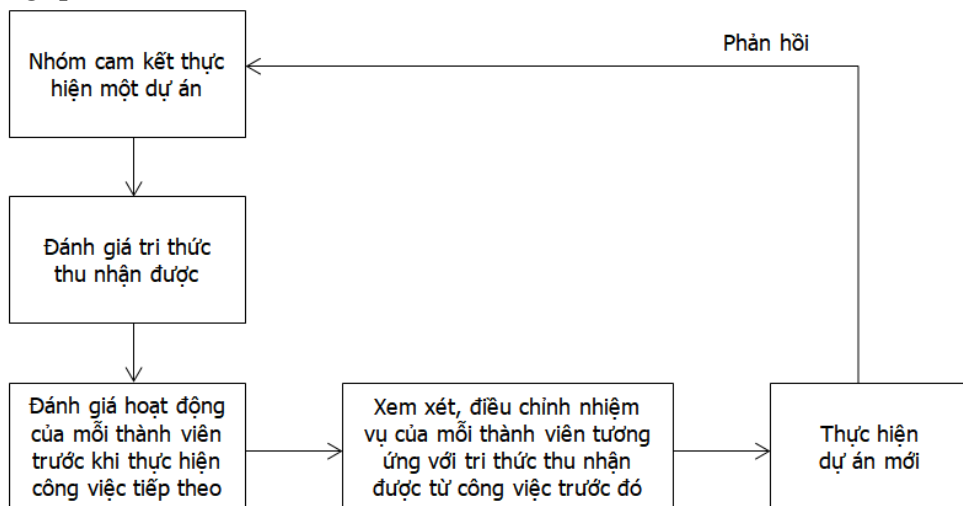 Phản hồi
Nhóm cam kết thực
hiện một dự án
Đánh giá tri thức
thu nhận được
Đánh giá hoạt động
của mỗi thành viên
trước khi thực hiện
công việc tiếp theo
Xem xét, điều chỉnh nhiệm
vụ của mỗi thành viên tương
ứng với tri thức thu nhận
được từ công việc trước đó
Thực hiện
dự án mới